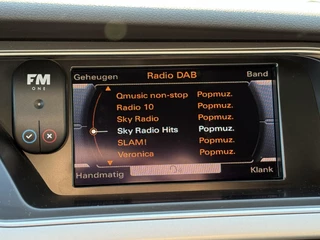 FM
ONE
Geheugen Radio DAB Band
Qmusic non-stop Popmuz.
Radio 10 Popmuz.
Sky Radio Popmuz.
Sky Radio Hits Popmuz.
SLAM! Popmuz.
Veronica Popmuz.
Handmatig Klank